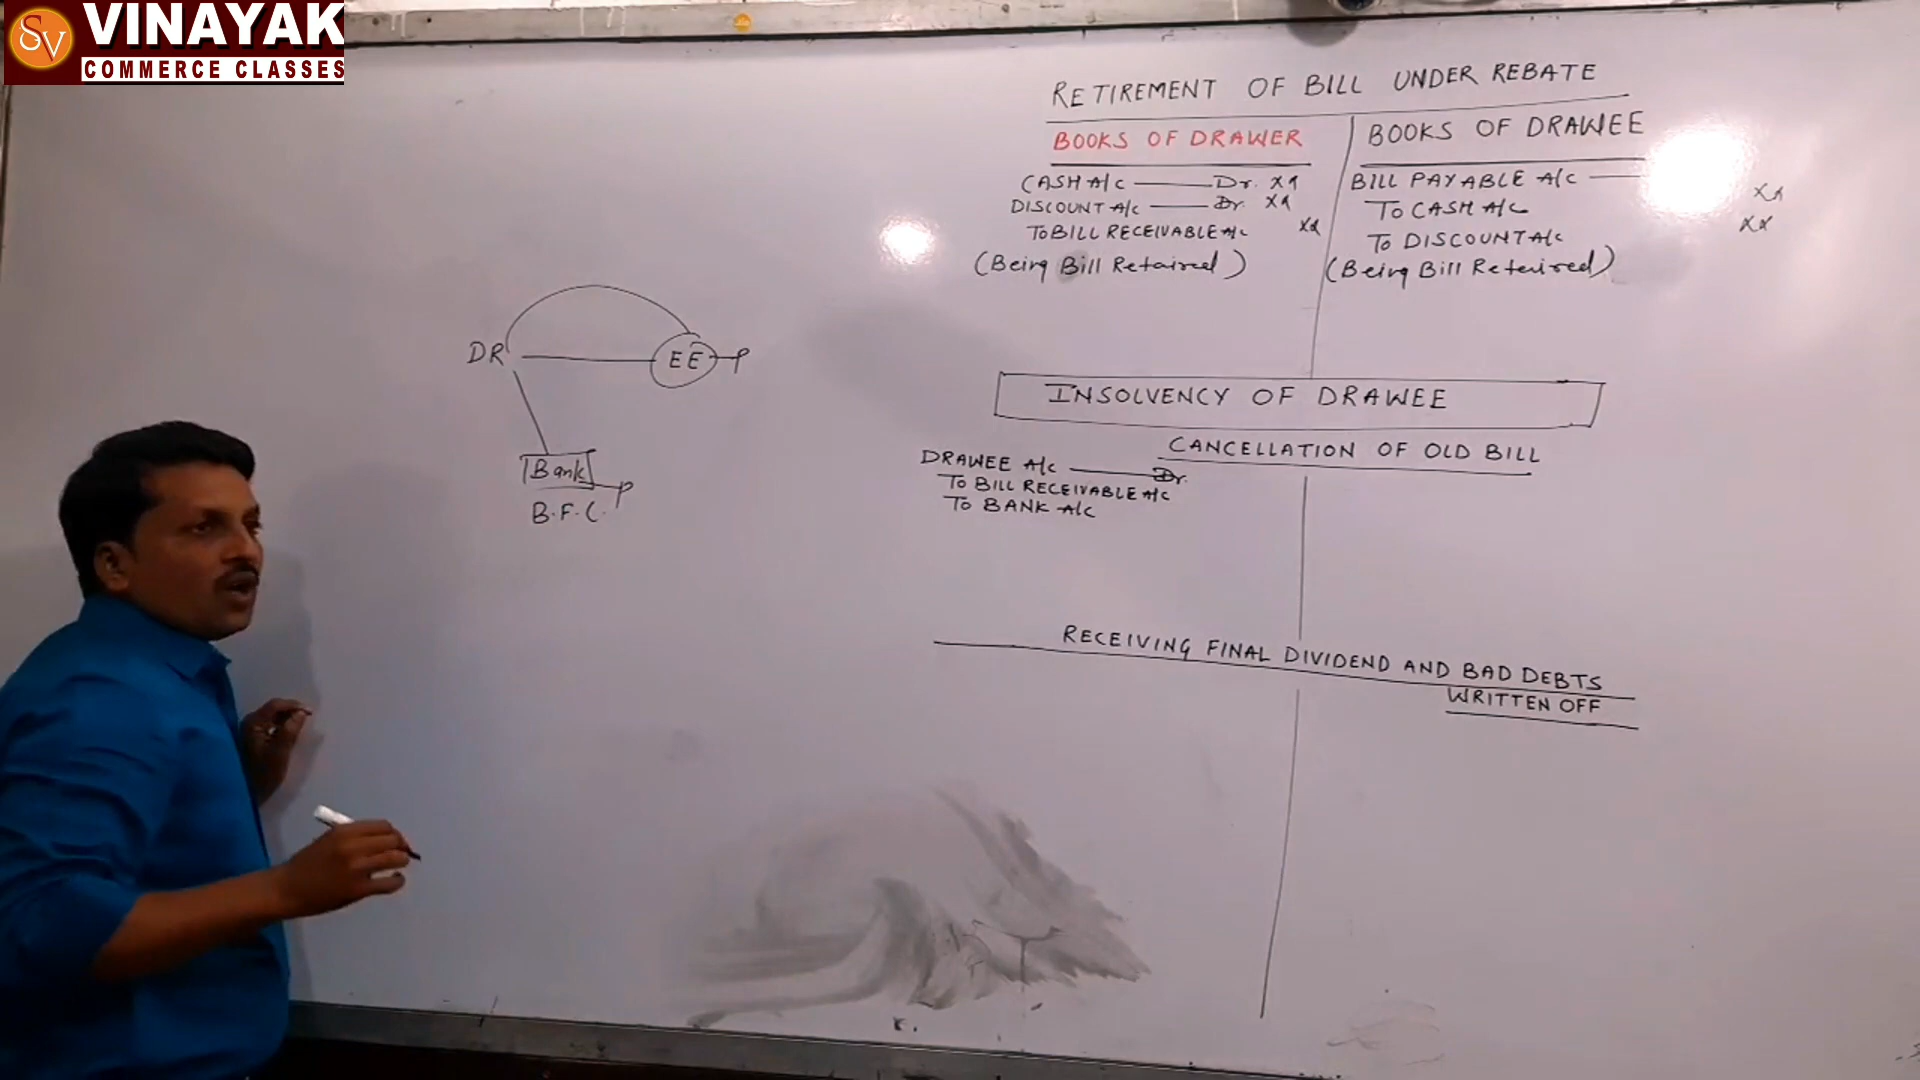 SV VINAYAK
COMMERCE CLASSES
RETIREMENT OF BILL UNDER REBATE
BOOKS OF DRAWER
CASH A/c ——— Dr. xx
DISCOUNT A/c ——— Dr. xx
TO BILL RECEIVABLE A/c xx
(Being Bill Retaired)
BOOKS OF DRAWEE
BILL PAYABLE A/c ———
TO CASH A/c xx
TO DISCOUNT A/c xx
(Being Bill Reteired)
DR
EE
Bank
B.F.C.
INSOLVENCY OF DRAWEE
CANCELLATION OF OLD BILL
DRAWEE A/c ——— Dr.
TO BILL RECEIVABLE A/c
TO BANK A/c
RECEIVING FINAL DIVIDEND AND BAD DEBTS
WRITTEN OFF